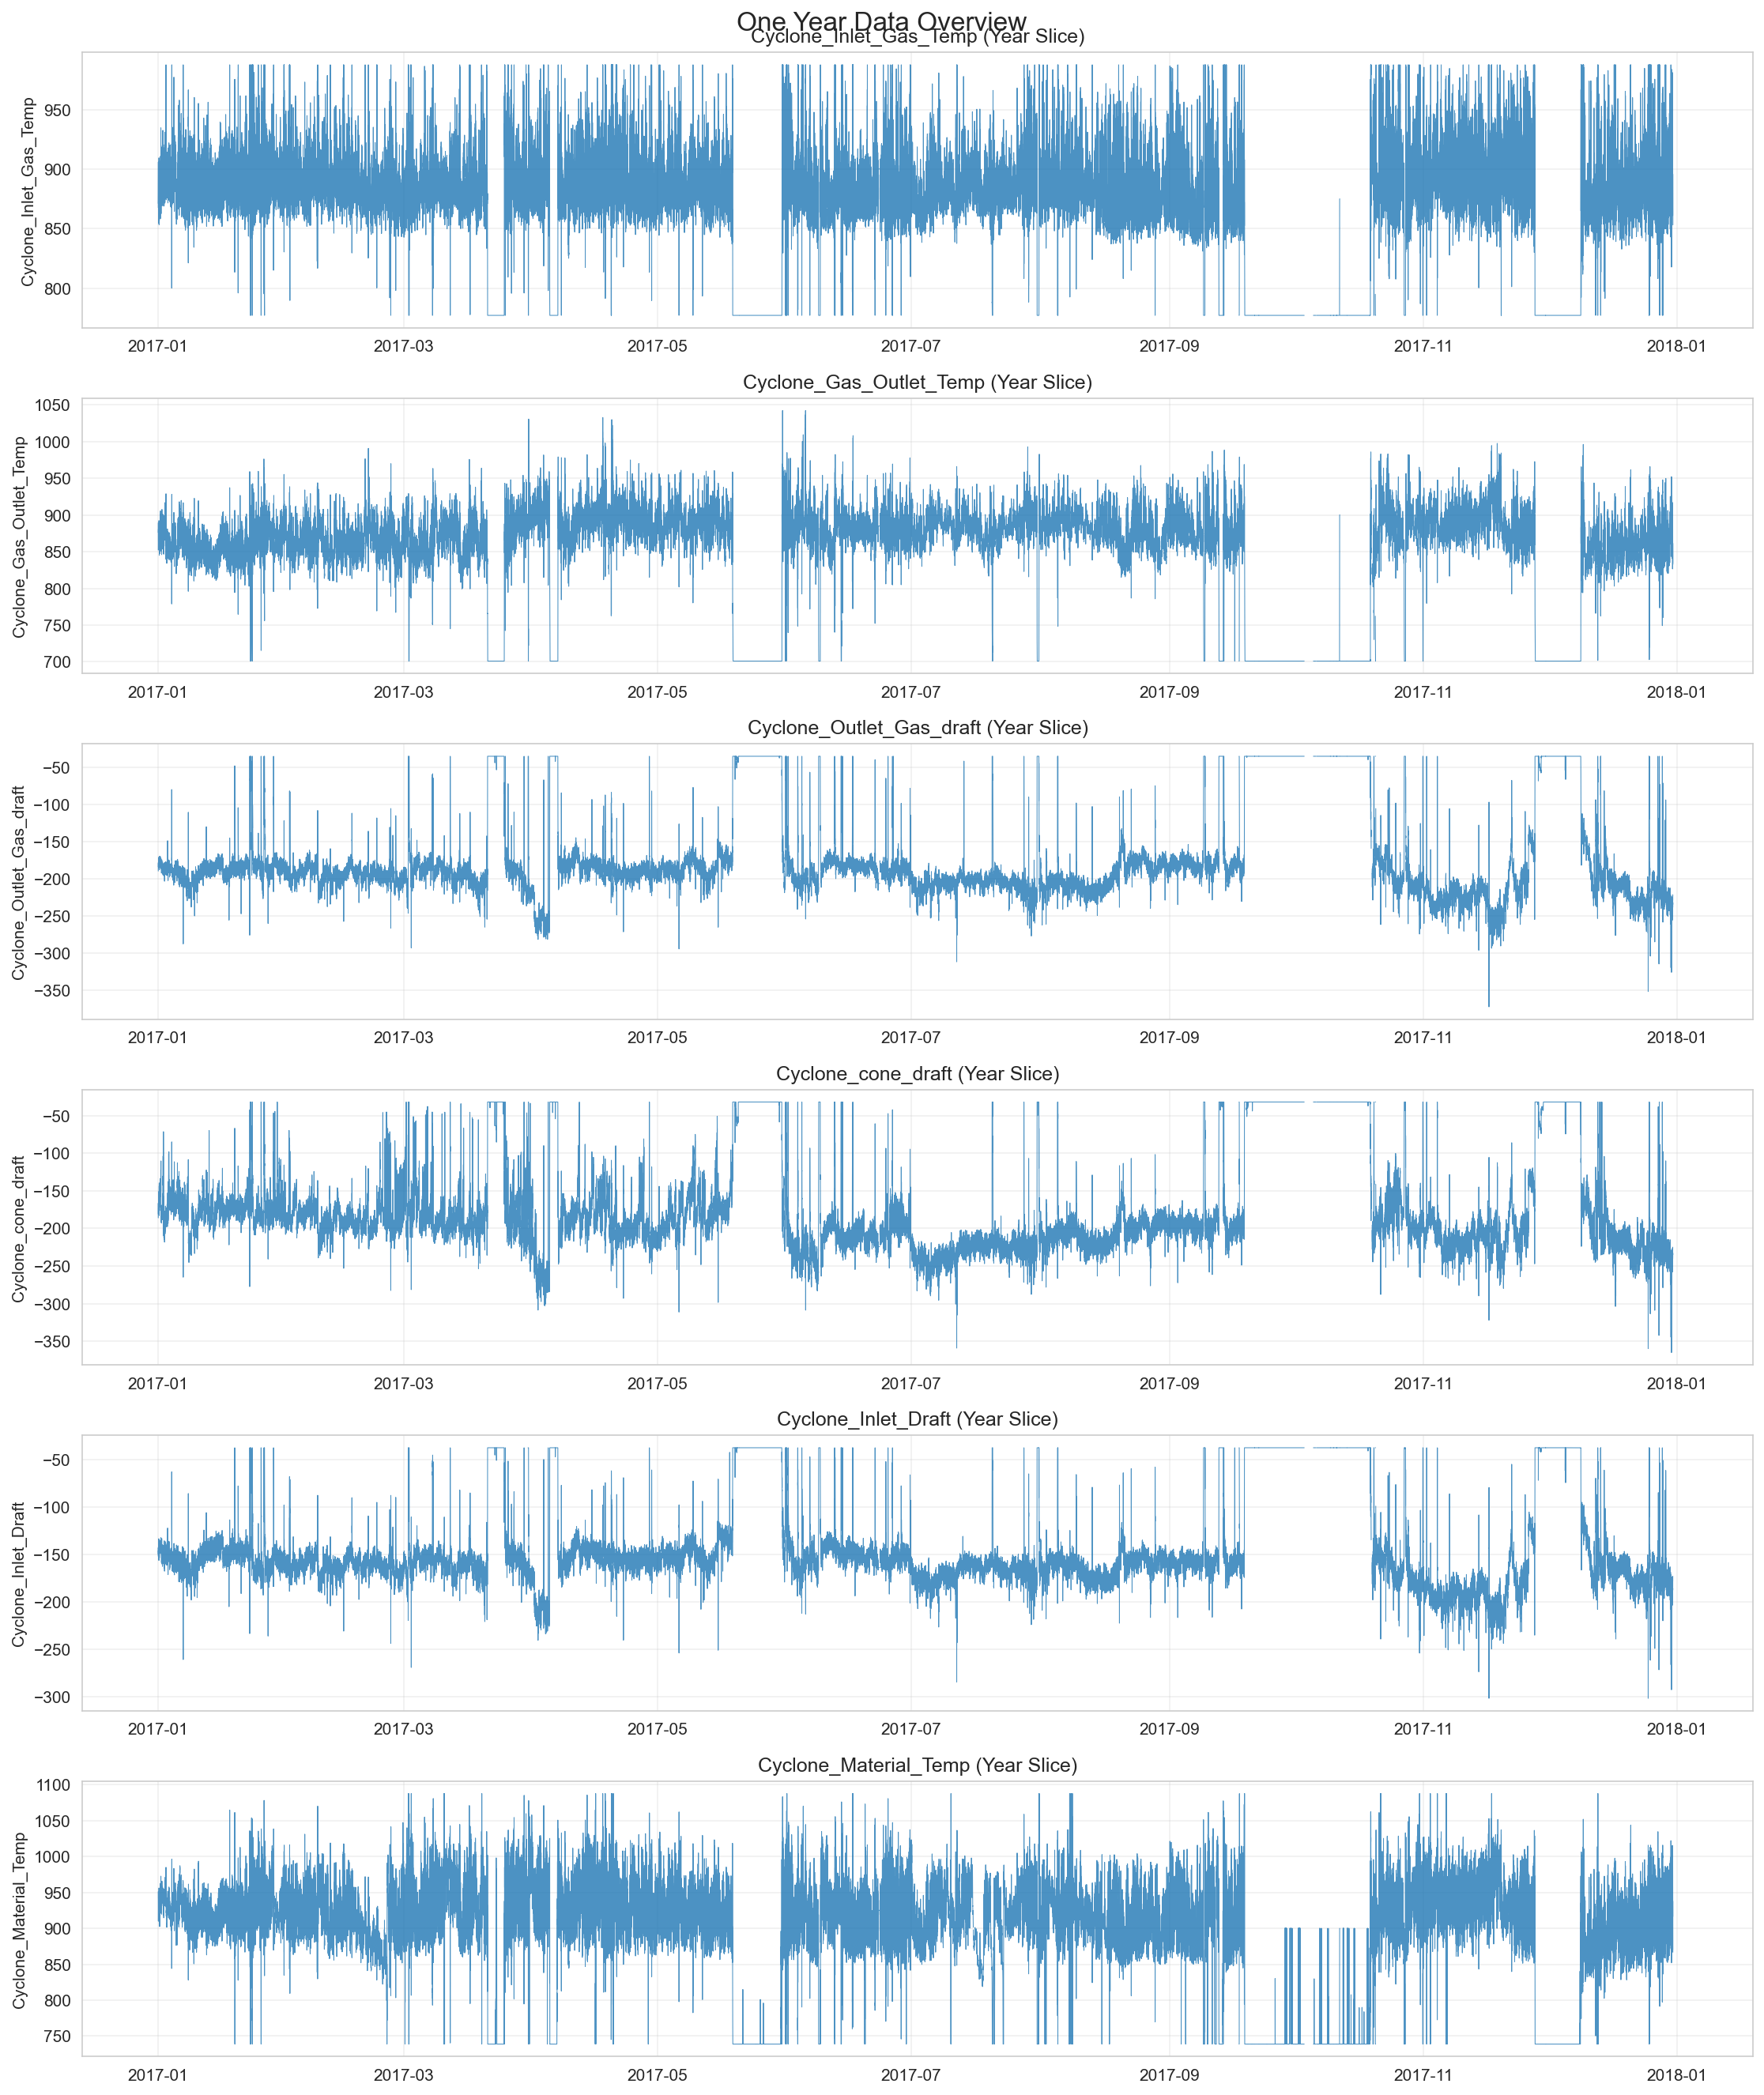 One Year Data Overview
Cyclone_Inlet_Gas_Temp (Year Slice)
Cyclone_Inlet_Gas_Temp
950
900
850
800
2017-01 2017-03 2017-05 2017-07 2017-09 2017-11 2018-01
Cyclone_Gas_Outlet_Temp (Year Slice)
Cyclone_Gas_Outlet_Temp
1050
1000
950
900
850
800
750
700
2017-01 2017-03 2017-05 2017-07 2017-09 2017-11 2018-01
Cyclone_Outlet_Gas_draft (Year Slice)
Cyclone_Outlet_Gas_draft
−50
−100
−150
−200
−250
−300
−350
2017-01 2017-03 2017-05 2017-07 2017-09 2017-11 2018-01
Cyclone_cone_draft (Year Slice)
Cyclone_cone_draft
−50
−100
−150
−200
−250
−300
−350
2017-01 2017-03 2017-05 2017-07 2017-09 2017-11 2018-01
Cyclone_Inlet_Draft (Year Slice)
Cyclone_Inlet_Draft
−50
−100
−150
−200
−250
−300
2017-01 2017-03 2017-05 2017-07 2017-09 2017-11 2018-01
Cyclone_Material_Temp (Year Slice)
Cyclone_Material_Temp
1100
1050
1000
950
900
850
800
750
2017-01 2017-03 2017-05 2017-07 2017-09 2017-11 2018-01